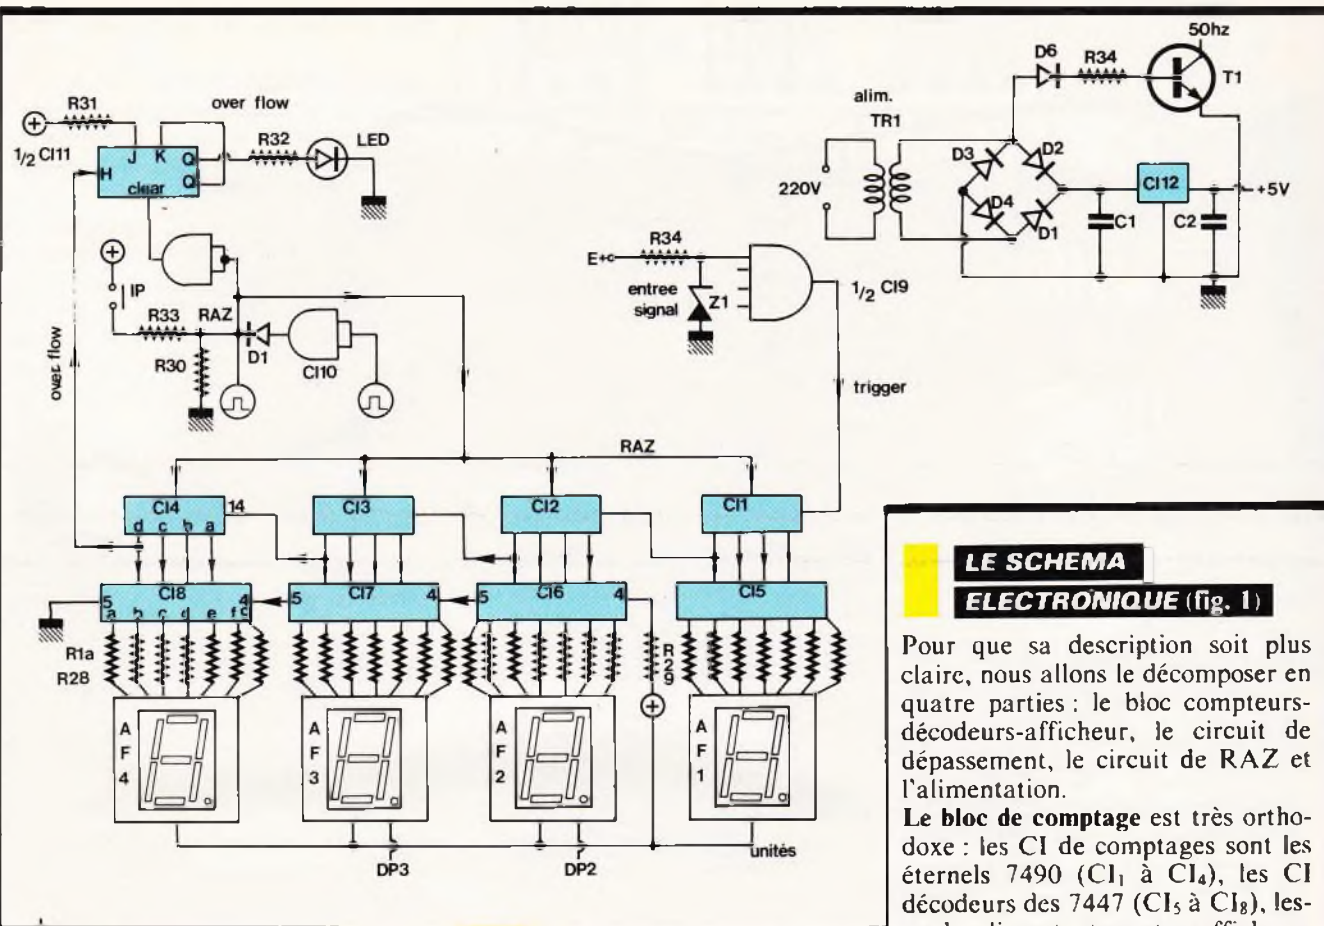 50hz
D6
R34
T1
alim.
TR1
D3
D2
220V
D4
D1
CI12
+5V
C1
C2
over flow
R31
R32
LED
1/2 CI11
J K Q
H
Q
clear
IP
R33
RAZ
D1
CI10
R30
over flow
R34
E+
entree
signal
Z1
1/2 CI9
trigger
RAZ
CI4
14
CI3
CI2
CI1
d c b a
5
CI8
4
5
CI7
4
5
CI6
4
CI5
a b c d e f g
R1a
R28
R29
AF4
AF3
AF2
AF1
DP3
DP2
unités
LE SCHEMA
ELECTRONIQUE (fig. 1)
Pour que sa description soit plus
claire, nous allons le décomposer en
quatre parties : le bloc compteurs-
décodeurs-afficheur, le circuit de
dépassement, le circuit de RAZ et
l'alimentation.
Le bloc de comptage est très ortho-
doxe : les CI de comptages sont les
éternels 7490 (CI1 à CI4), les CI
décodeurs des 7447 (CI5 à CI8), les-